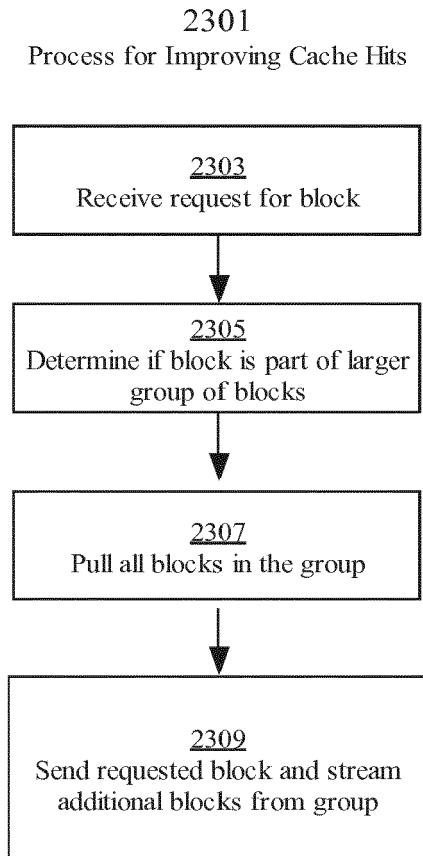 2301
Process for Improving Cache Hits
2303
Receive request for block
2305
Determine if block is part of larger
group of blocks
2307
Pull all blocks in the group
2309
Send requested block and stream
additional blocks from group